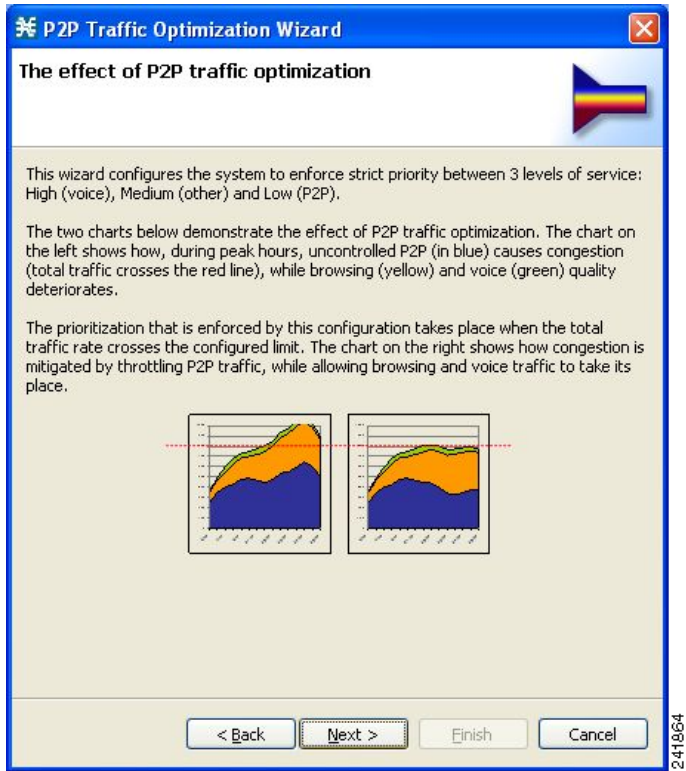 P2P Traffic Optimization Wizard
The effect of P2P traffic optimization
This wizard configures the system to enforce strict priority between 3 levels of service:
High (voice), Medium (other) and Low (P2P).
The two charts below demonstrate the effect of P2P traffic optimization. The chart on
the left shows how, during peak hours, uncontrolled P2P (in blue) causes congestion
(total traffic crosses the red line), while browsing (yellow) and voice (green) quality
deteriorates.
The prioritization that is enforced by this configuration takes place when the total
traffic rate crosses the configured limit. The chart on the right shows how congestion is
mitigated by throttling P2P traffic, while allowing browsing and voice traffic to take its
place.
< Back
Next >
Finish
Cancel
241864